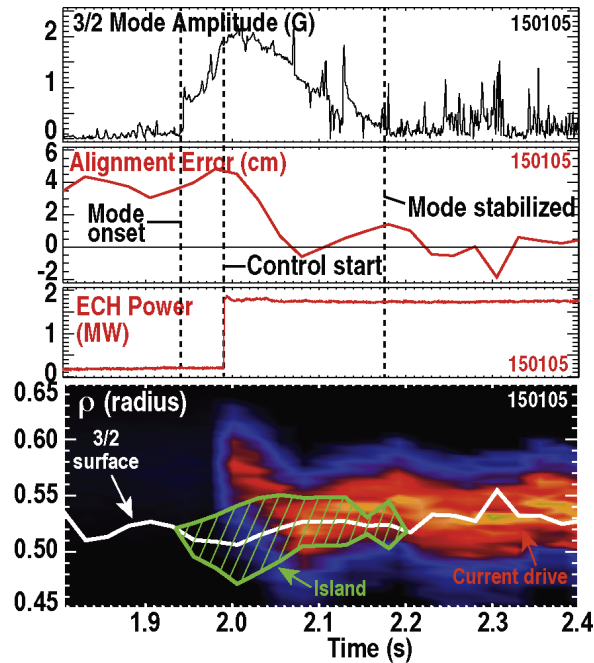 3/2 Mode Amplitude (G) 150105
2
1
0
Alignment Error (cm) 150105
6
4
2
0
-2
Mode
onset
Mode stabilized
Control start
2
1
0
ECH Power
(MW)
150105
0.65
0.60
0.55
0.50
0.45
ρ (radius) 150105
3/2
surface
Island
Current drive
1.9 2.0 2.1 2.2 2.3 2.4
Time (s)